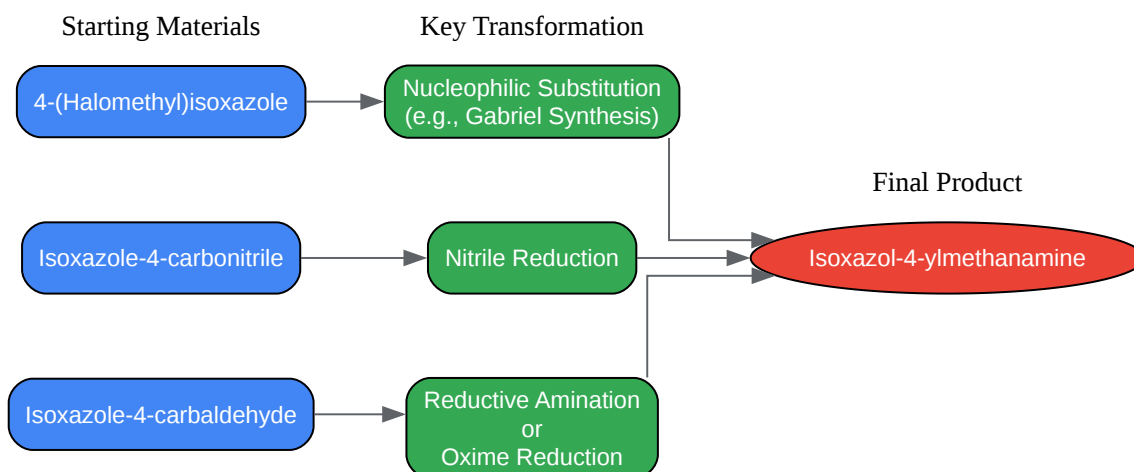 Starting Materials
Key Transformation
4-(Halomethyl)isoxazole
Nucleophilic Substitution
(e.g., Gabriel Synthesis)
Final Product
Isoxazole-4-carbonitrile
Nitrile Reduction
Isoxazol-4-ylmethanamine
Isoxazole-4-carbaldehyde
Reductive Amination
or
Oxime Reduction